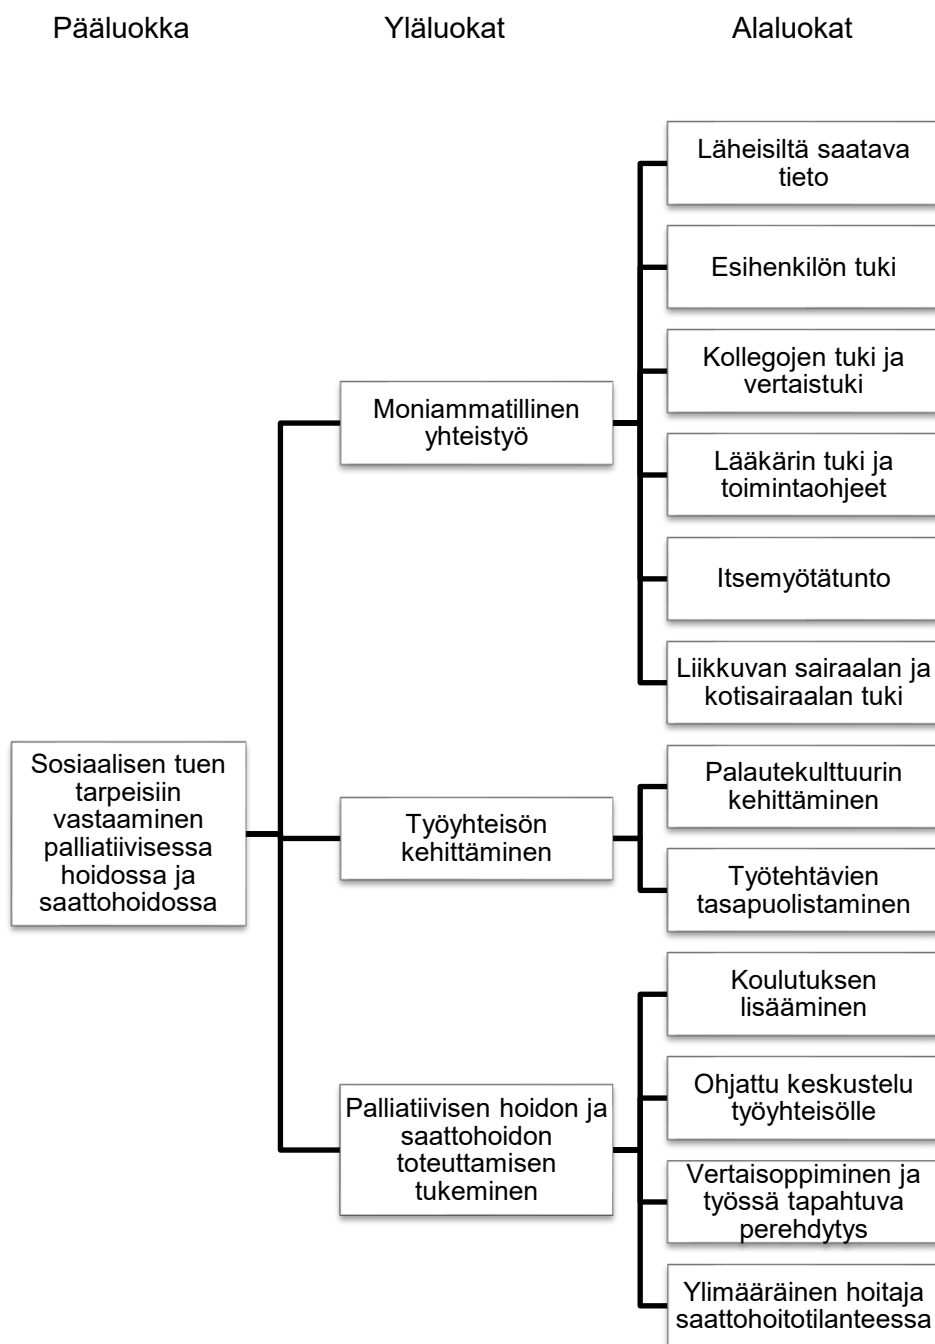 Pääluokka Yläluokat Alaluokat
Läheisiltä saatava
tieto
Esihenkilön tuki
Kollegojen tuki ja
vertaistuki
Moniammatillinen
yhteistyö
Lääkärin tuki ja
toimintaohjeet
Itsemyötätunto
Liikkuvan sairaalan ja
kotisairaalan tuki
Sosiaalisen tuen
tarpeisiin
vastaaminen
palliatiivisessa
hoidossa ja
saattohoidossa
Työyhteisön
kehittäminen
Palautekulttuurin
kehittäminen
Työtehtävien
tasapuolistaminen
Palliatiivisen hoidon ja
saattohoidon
toteuttamisen
tukeminen
Koulutuksen
lisääminen
Ohjattu keskustelu
työyhteisölle
Vertaisoppiminen ja
työssä tapahtuva
perehdytys
Ylimääräinen hoitaja
saattohoitotilanteessa